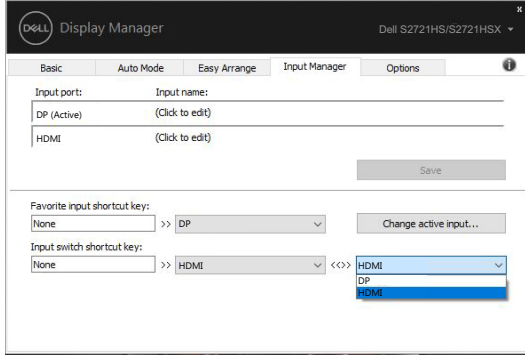 x
DELL Display Manager Dell S2721HS/S2721HSX
Basic Auto Mode Easy Arrange Input Manager Options i
Input port: Input name:
DP (Active) (Click to edit)
HDMI (Click to edit)
Save
Favorite input shortcut key:
None >> DP Change active input...
Input switch shortcut key:
None >> HDMI <<>> HDMI
DP
HDMI